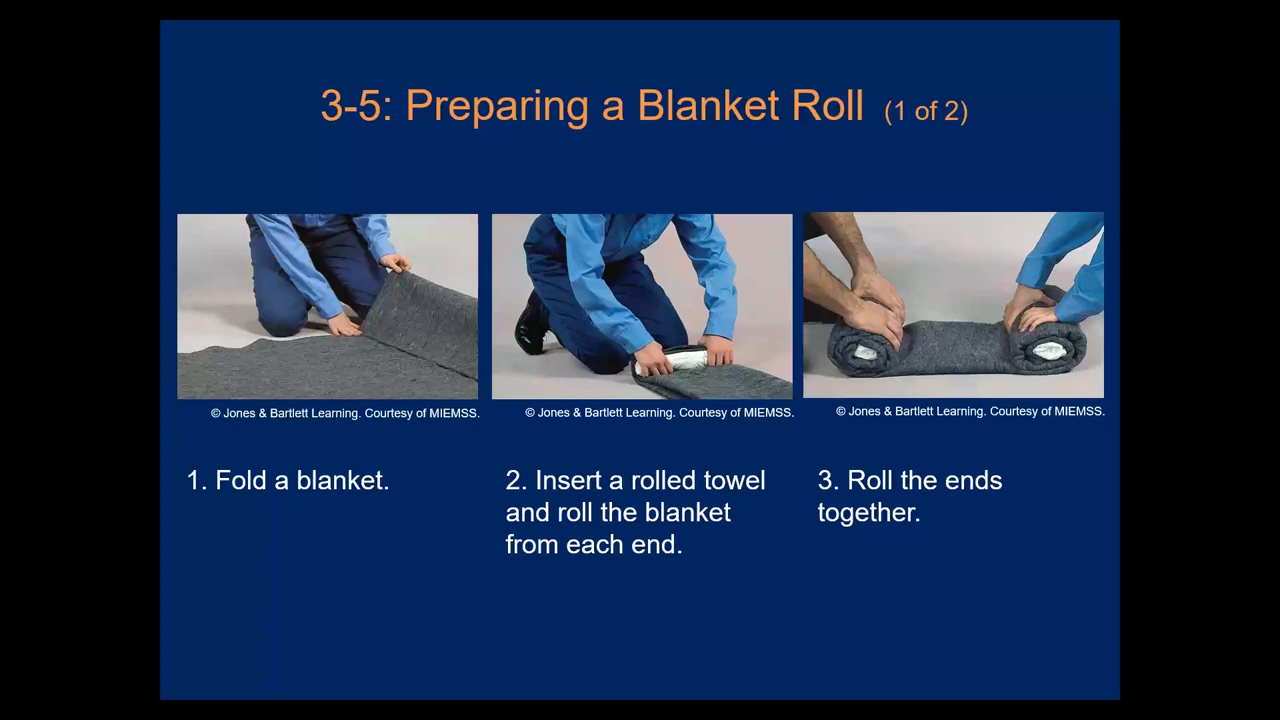 3-5: Preparing a Blanket Roll (1 of 2)
© Jones & Bartlett Learning. Courtesy of MIEMSS.
© Jones & Bartlett Learning. Courtesy of MIEMSS.
© Jones & Bartlett Learning. Courtesy of MIEMSS.
1. Fold a blanket.
2. Insert a rolled towel
and roll the blanket
from each end.
3. Roll the ends
together.